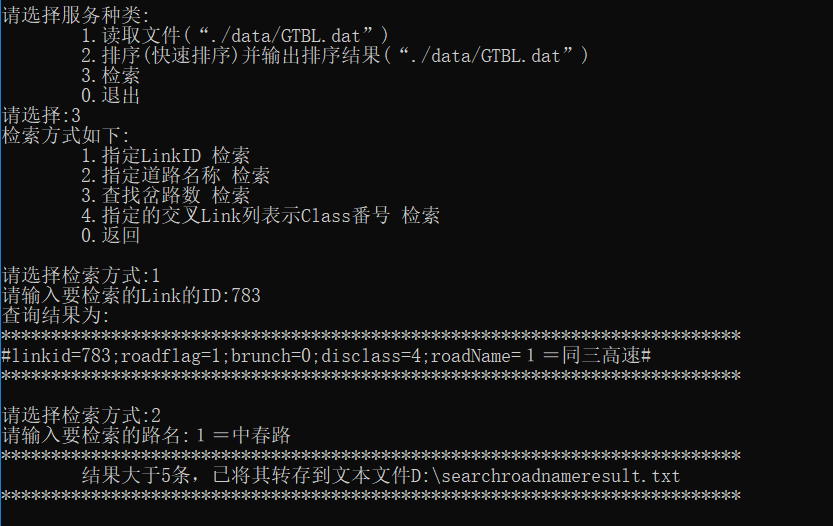 请选择服务种类:
1.读取文件(“./data/GTBL.dat”)
2.排序(快速排序)并输出排序结果(“./data/GTBL.dat”)
3.检索
0.退出
请选择:3
检索方式如下:
1.指定LinkID 检索
2.指定道路名称 检索
3.查找岔路数 检索
4.指定的交叉Link列表示Class番号 检索
0.返回
请选择检索方式:1
请输入要检索的Link的ID:783
查询结果为:
**************************************************************************
#linkid=783;roadflag=1;brunch=0;disclass=4;roadName=１＝同三高速#
**************************************************************************
请选择检索方式:2
请输入要检索的路名:１＝中春路
**************************************************************************
结果大于5条，已将其转存到文本文件D:\searchroadnameresult.txt
**************************************************************************